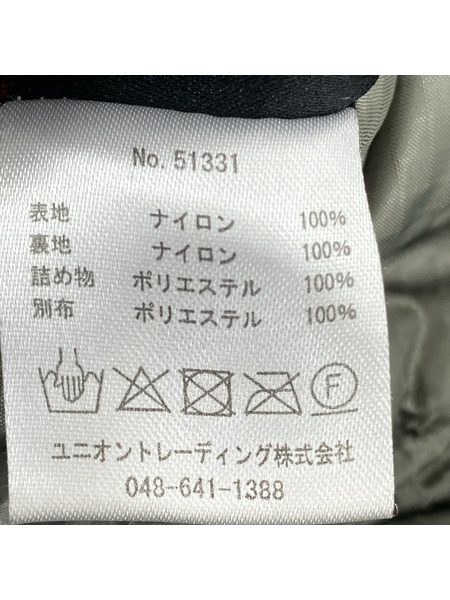 No. 51331
表地 ナイロン 100%
裏地 ナイロン 100%
詰め物 ポリエステル 100%
別布 ポリエステル 100%
F
ユニオントレーディング株式会社
048-641-1388